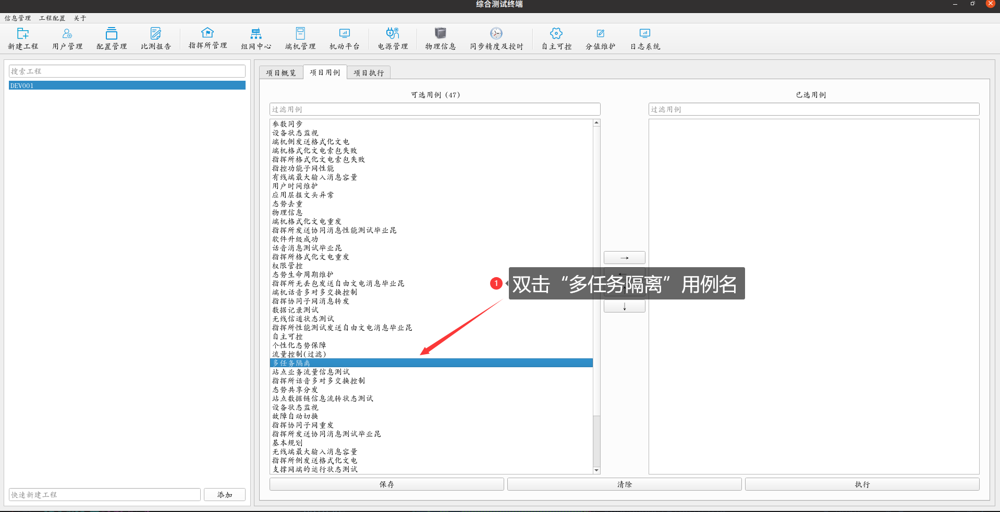 综合测试终端
信息管理 工程配置 关于
新建工程 用户管理 配置管理 比测报告 指挥所管理 组网中心 端机管理 机动平台 电源管理 物理信息 同步精度及授时 自主可控 分值维护 日志系统
搜索工程
DEV001
项目概览 项目用例 项目执行
可选用例 (47)
已选用例
过滤用例
过滤用例
参数同步
设备状态监视
端机侧发送格式化文电
端机格式化文电索包失败
指挥所格式化文电索包失败
指控功能子网性能
有线端最大输入消息容量
用户时间维护
应用层报文头异常
态势去重
物理信息
端机格式化文电重发
指挥所发送协同消息性能测试毕业昆
软件升级成功
话音消息测试毕业昆
指挥所格式化文电重发
权限管控
态势生命周期维护
指挥所无丢包发送自由文电消息毕业昆
端机话音多对多交换控制
指挥协同子网消息转发
数据记录测试
无线信道状态测试
指挥所性能测试发送自由文电消息毕业昆
自主可控
个性化态势保障
流量控制(过滤)
多任务隔离
站点业务流量信息测试
指挥所话音多对多交换控制
态势共享分发
站点数据链信息流转状态测试
设备状态监视
故障自动切换
指挥协同子网重发
指挥所发送协同消息测试毕业昆
基本规划
无线端最大输入消息容量
指挥所侧发送格式化文电
支撑网端的运行状态测试
→
←
↑
↓
1 双击“多任务隔离”用例名
保存 清除 执行
快速新建工程 添加